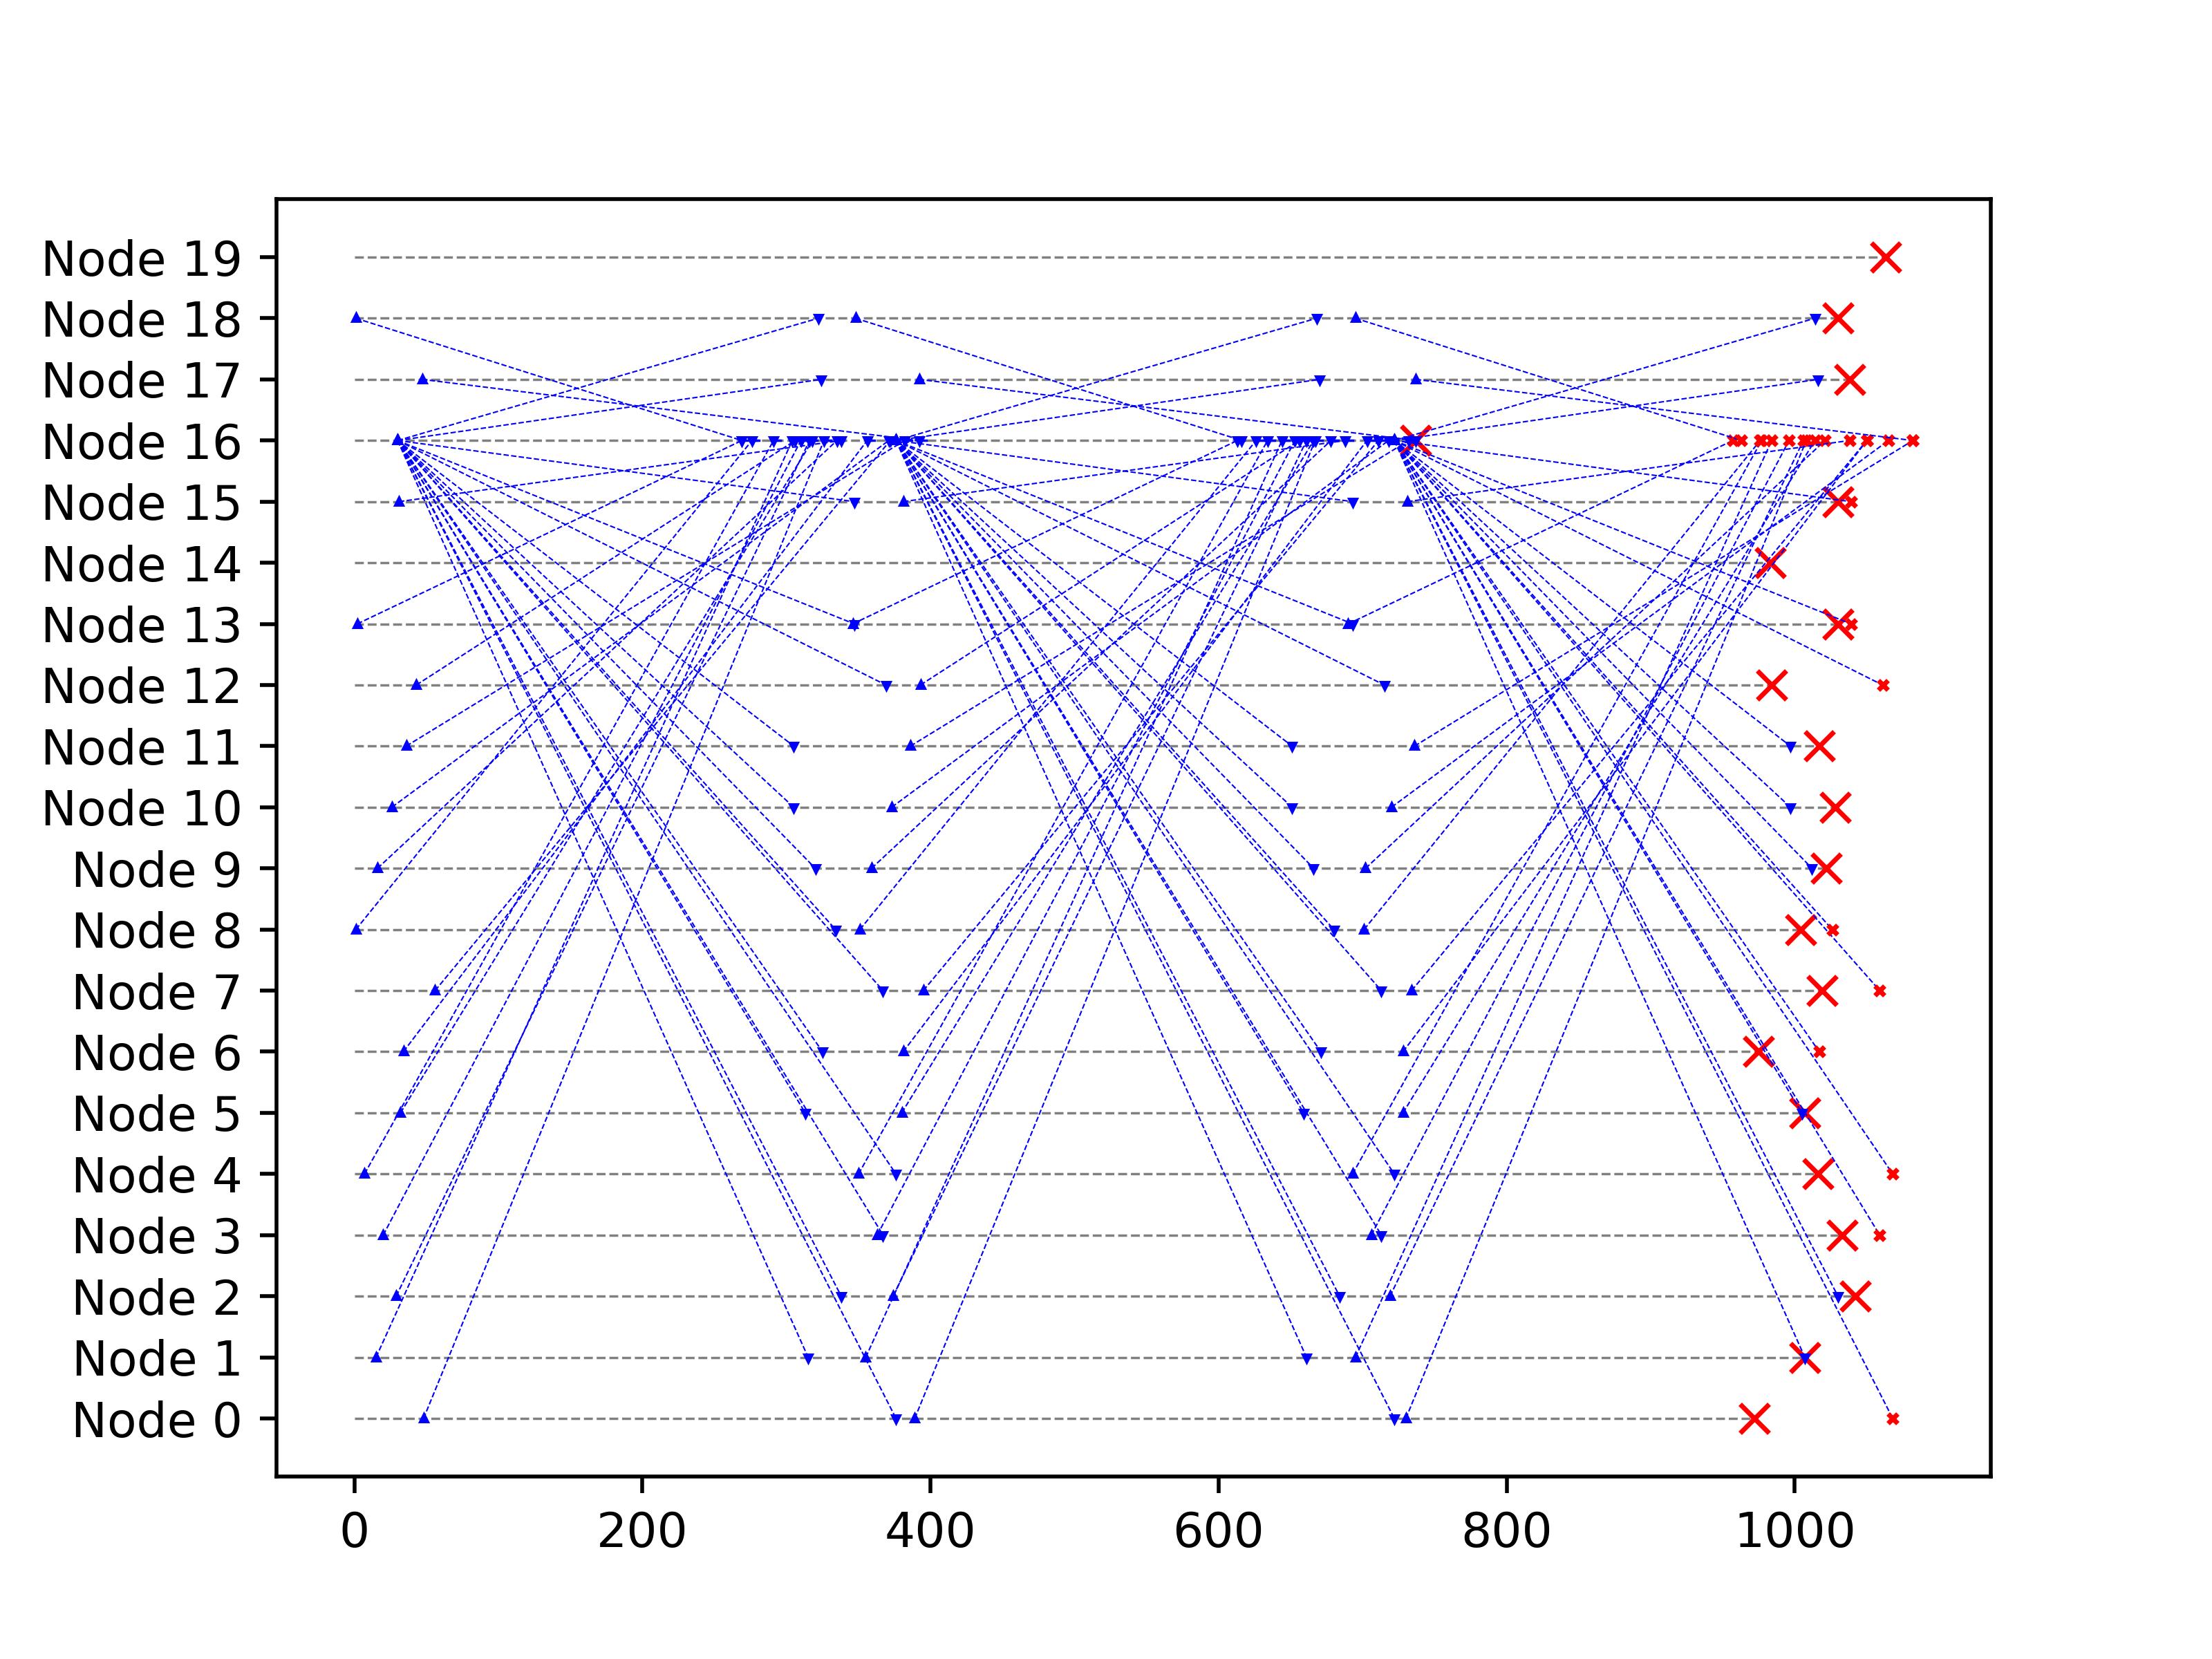 Node 19
Node 18
Node 17
Node 16
Node 15
Node 14
Node 13
Node 12
Node 11
Node 10
Node 9
Node 8
Node 7
Node 6
Node 5
Node 4
Node 3
Node 2
Node 1
Node 0
0 200 400 600 800 1000